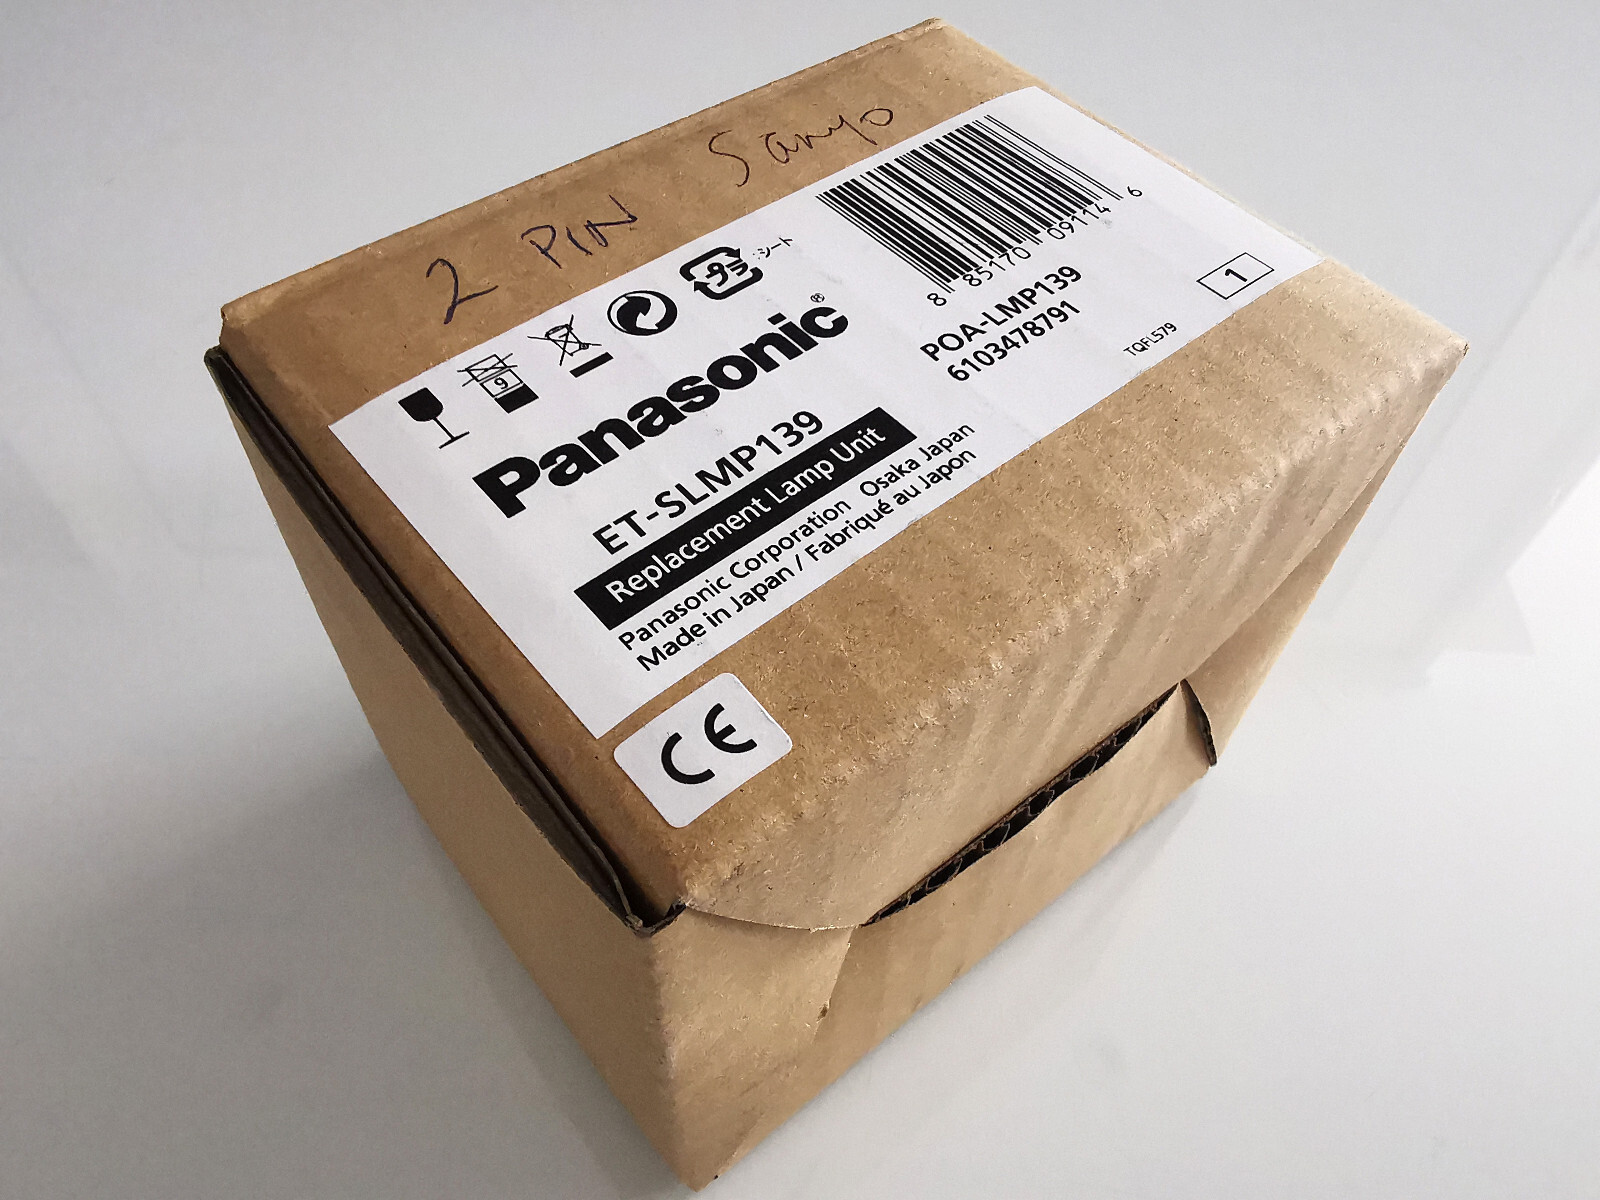 2 PIN Sanyo
9
:シート
Panasonic®
ET-SLMP139
Replacement Lamp Unit
Panasonic Corporation Osaka Japan
Made in Japan / Fabriqué au Japon
8 85170 09114 6
POA-LMP139
6103478791
1
TQFL579
CE